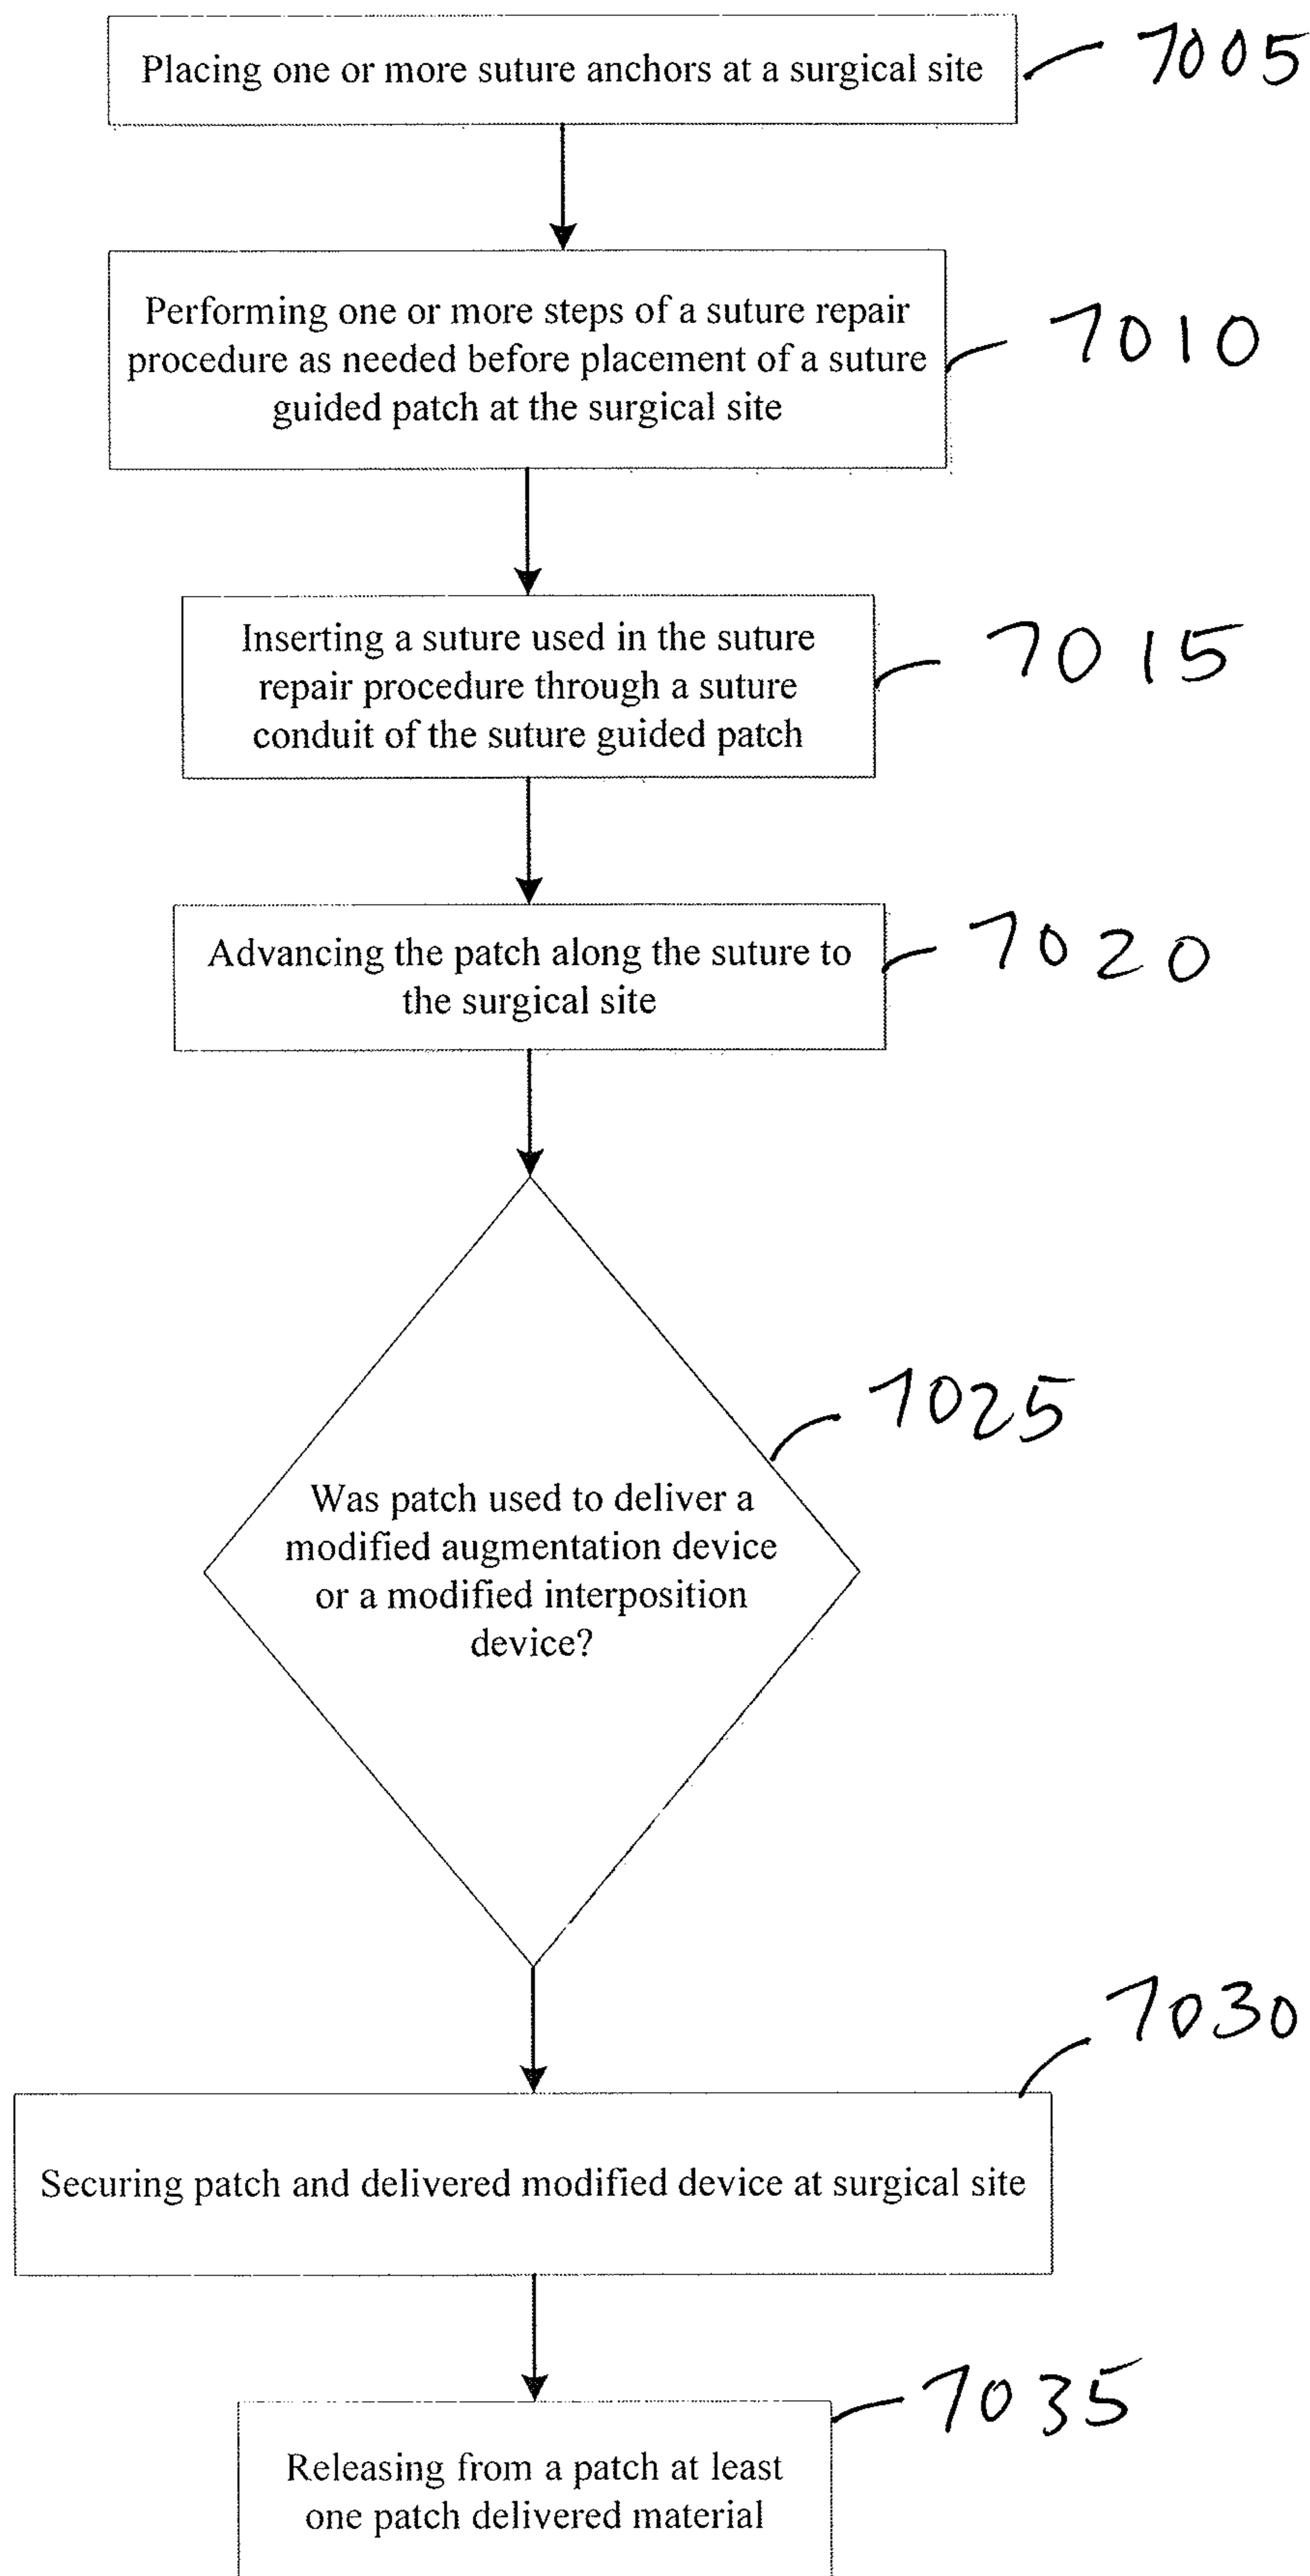 Placing one or more suture anchors at a surgical site
7005
Performing one or more steps of a suture repair
procedure as needed before placement of a suture
guided patch at the surgical site
7010
Inserting a suture used in the suture
repair procedure through a suture
conduit of the suture guided patch
7015
Advancing the patch along the suture to
the surgical site
7020
Was patch used to deliver a
modified augmentation device
or a modified interposition
device?
7025
Securing patch and delivered modified device at surgical site
7030
Releasing from a patch at least
one patch delivered material
7035